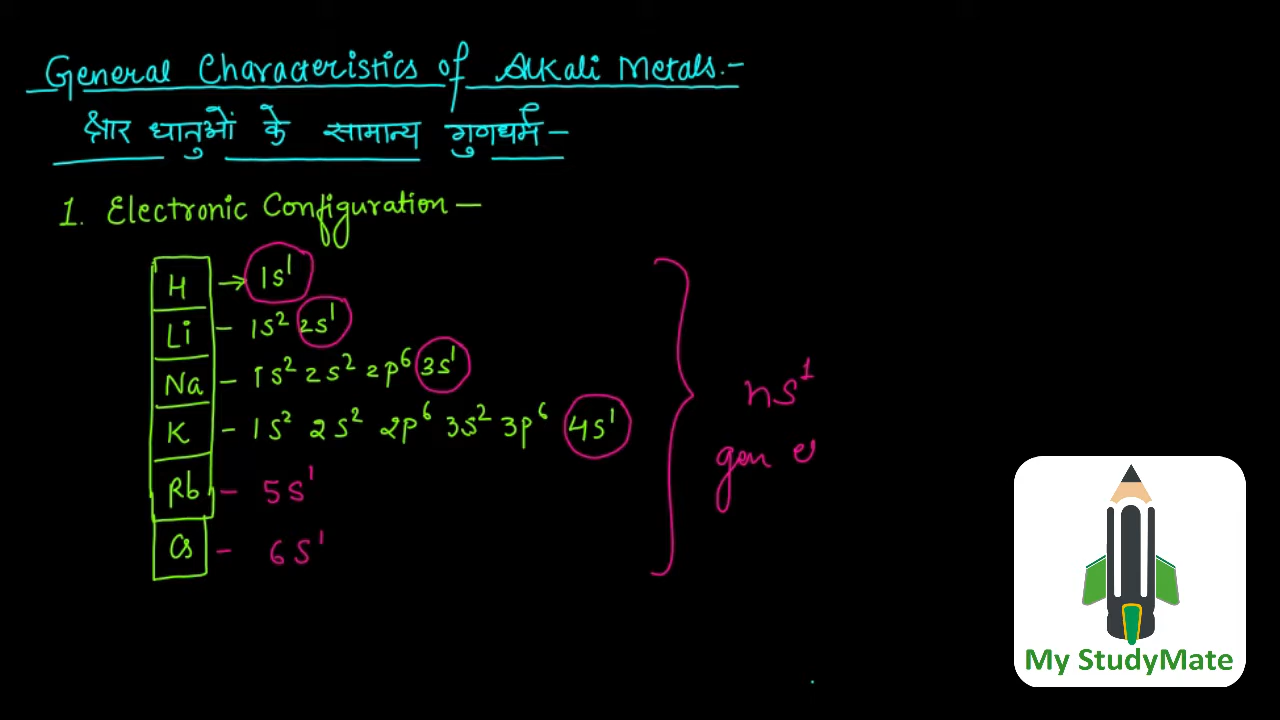 General Characteristics of Alkali Metals.-
क्षार धातुओं के सामान्य गुणधर्म -
1. Electronic Configuration —
H → 1s¹
Li - 1s² 2s¹
Na - 1s² 2s² 2p⁶ 3s¹
K - 1s² 2s² 2p⁶ 3s² 3p⁶ 4s¹
Rb - 5s¹
Cs - 6s¹
ns¹
gen e
My StudyMate